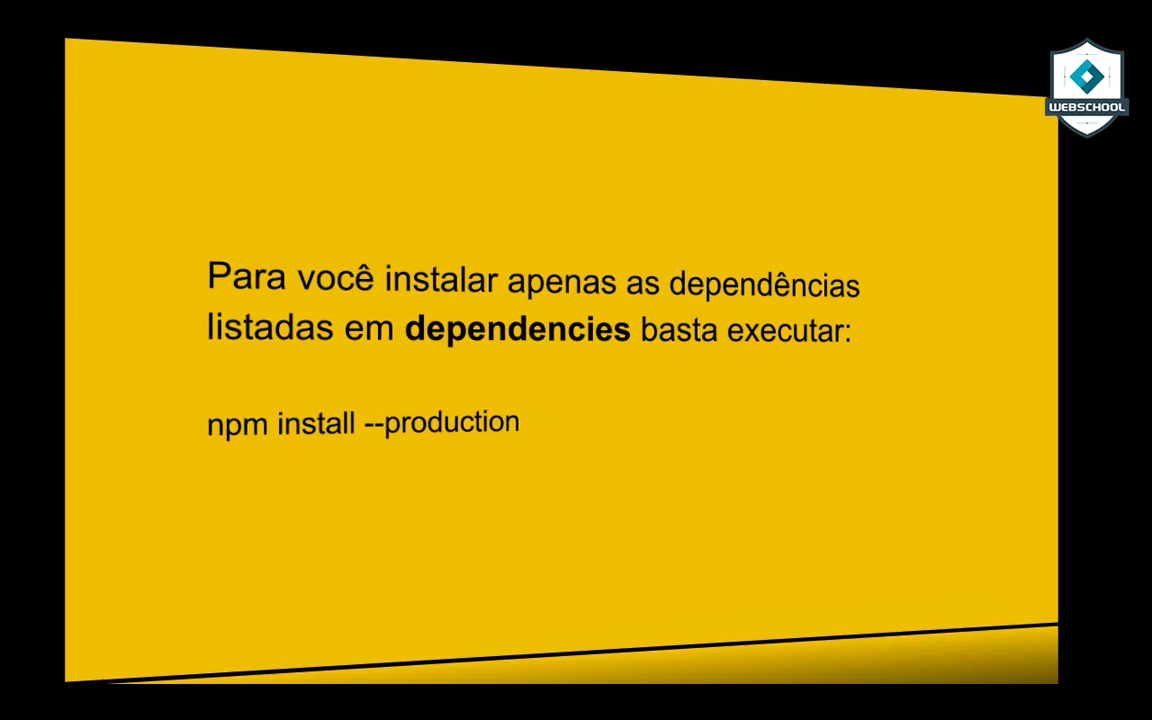 WEBSCHOOL
Para você instalar apenas as dependências
listadas em dependencies basta executar:
npm install --production